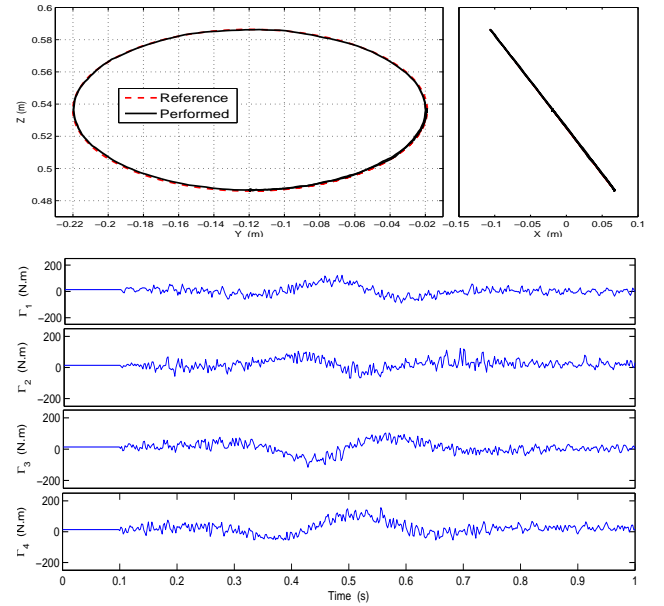 0.6
0.58
0.56
0.54
0.52
0.5
0.48
Z (m)
Reference
Performed
−0.22 −0.2 −0.18 −0.16 −0.14 −0.12 −0.1 −0.08 −0.06 −0.04 −0.02
Y (m)
−0.15 −0.1 −0.05 0 0.05 0.1
X (m)
200
0
−200
Γ1 (N.m)
200
0
−200
Γ2 (N.m)
200
0
−200
Γ3 (N.m)
200
0
−200
Γ4 (N.m)
0 0.1 0.2 0.3 0.4 0.5 0.6 0.7 0.8 0.9 1
Time (s)